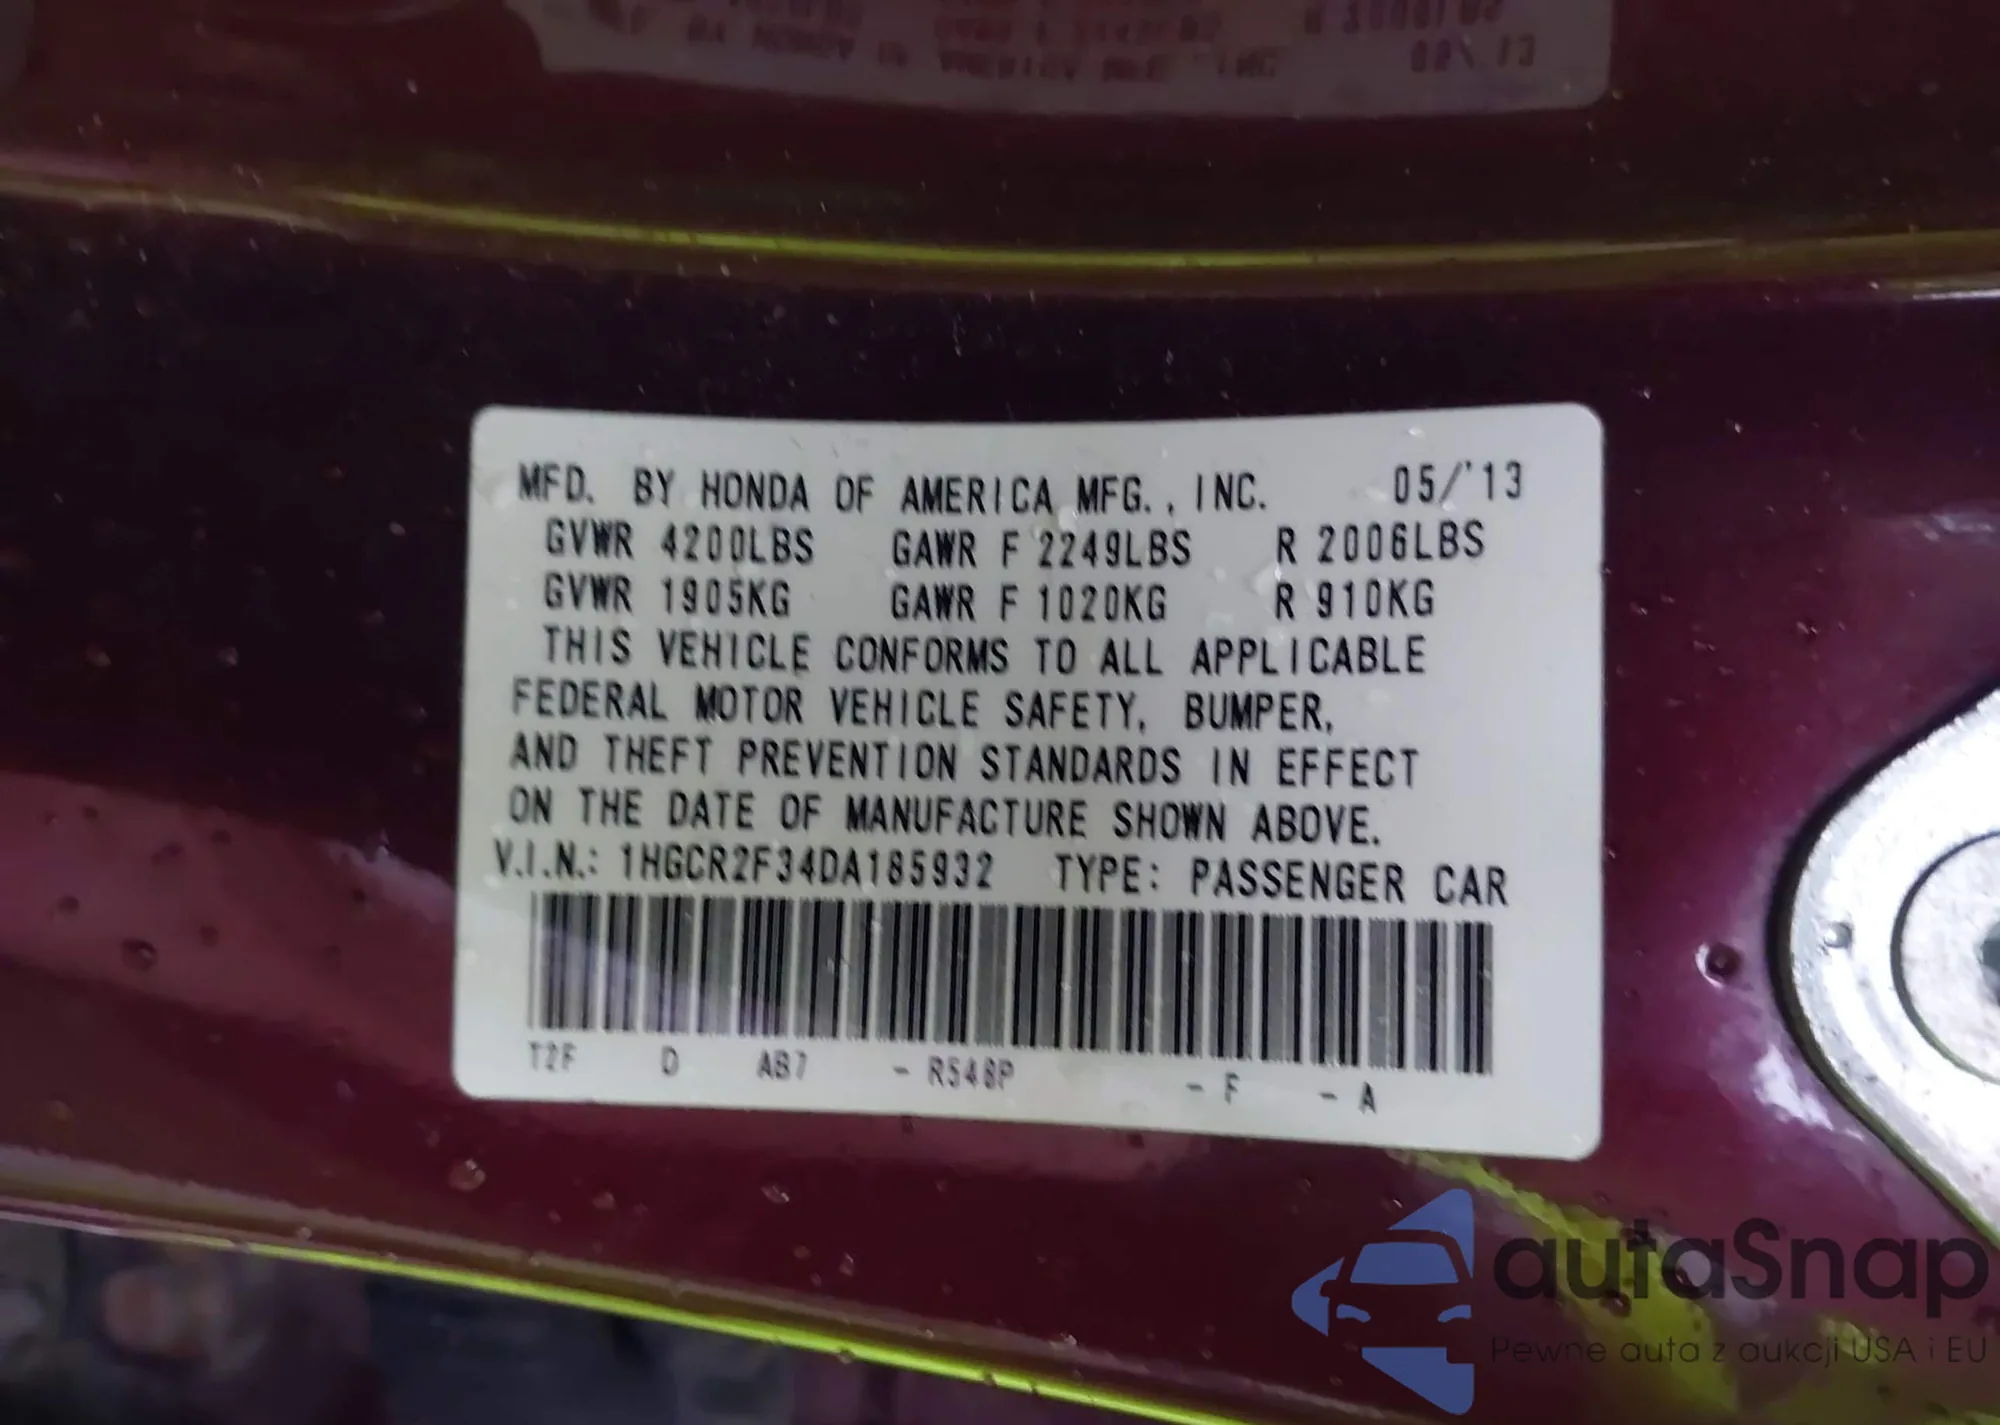 MFD. BY HONDA OF AMERICA MFG., INC. 05/'13
GVWR 4200LBS GAWR F 2249LBS R 2006LBS
GVWR 1905KG GAWR F 1020KG R 910KG
THIS VEHICLE CONFORMS TO ALL APPLICABLE
FEDERAL MOTOR VEHICLE SAFETY, BUMPER,
AND THEFT PREVENTION STANDARDS IN EFFECT
ON THE DATE OF MANUFACTURE SHOWN ABOVE.
V.I.N.: 1HGCR2F34DA185932 TYPE: PASSENGER CAR
T2F D AB7 - R548P - F - A
autaSnap
Pewne auta z aukcji USA i EU